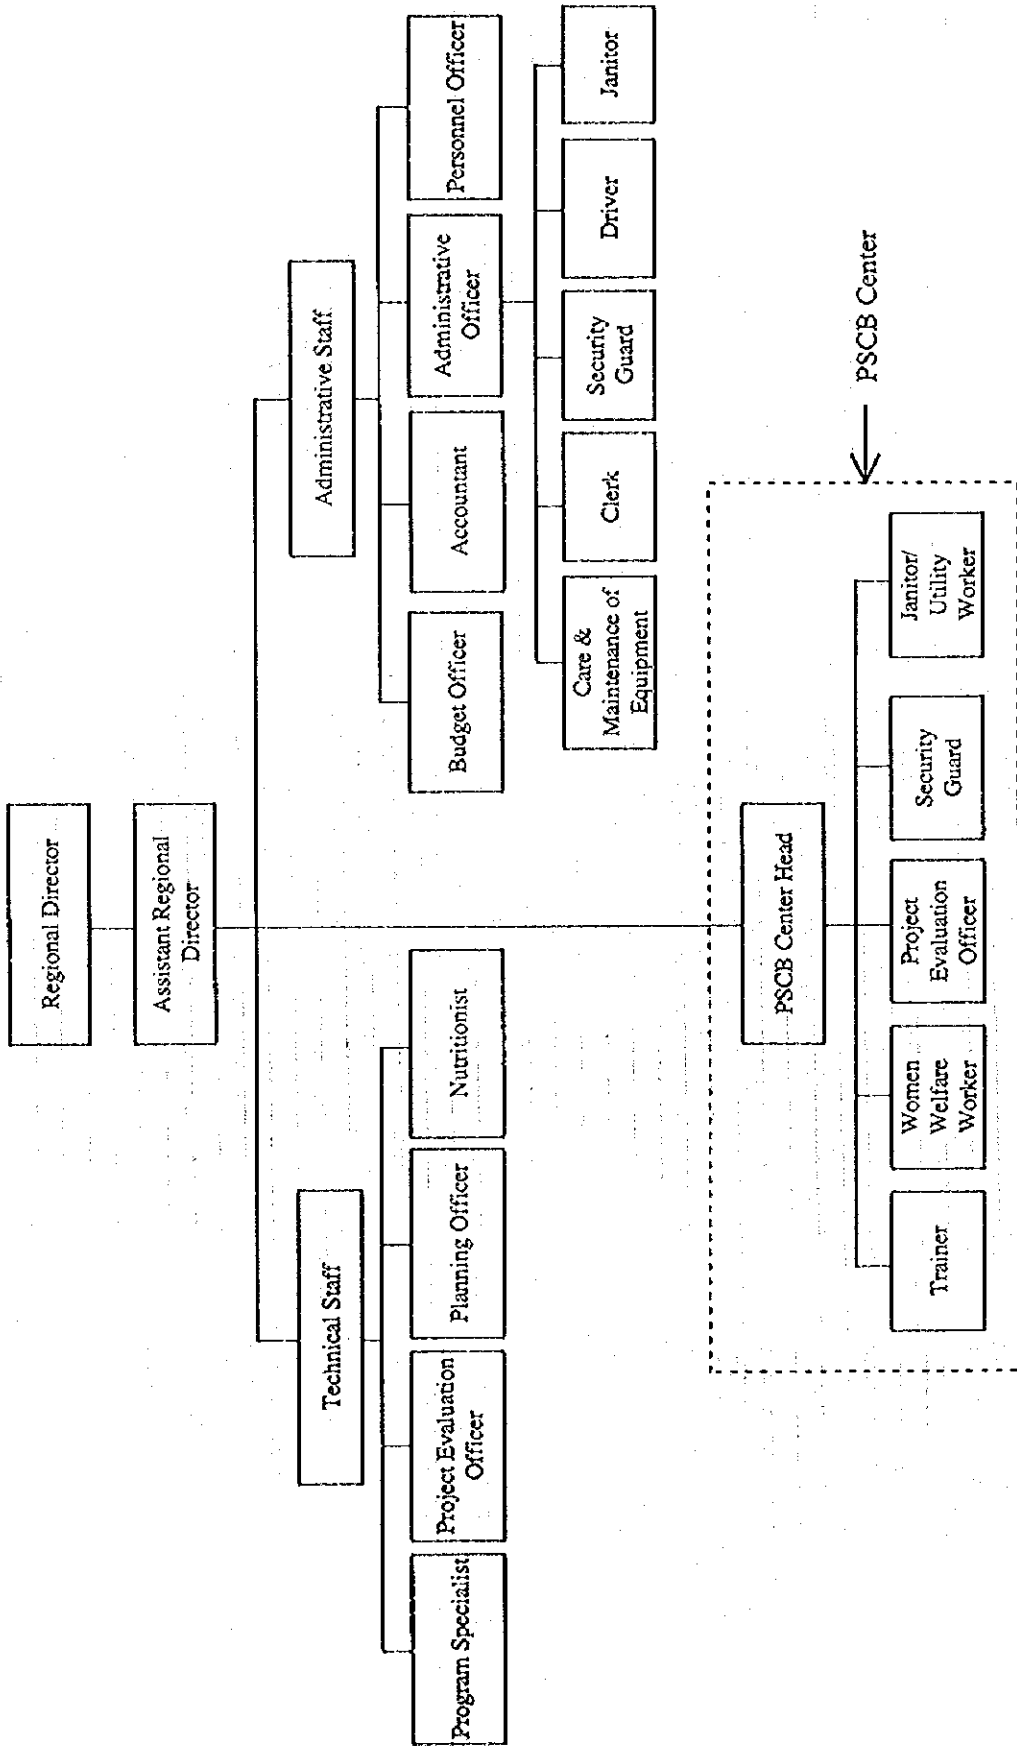 Regional Director
Assistant Regional
Director
Technical Staff
Administrative Staff
Program Specialist
Project Evaluation
Officer
Planning Officer
Nutritionist
Budget Officer
Accountant
Administrative
Officer
Personnel Officer
Care &
Maintenance of
Equipment
Clerk
Security
Guard
Driver
Janitor
PSCB Center Head
Trainer
Women
Welfare
Worker
Project
Evaluation
Officer
Security
Guard
Janitor/
Utility
Worker
PSCB Center